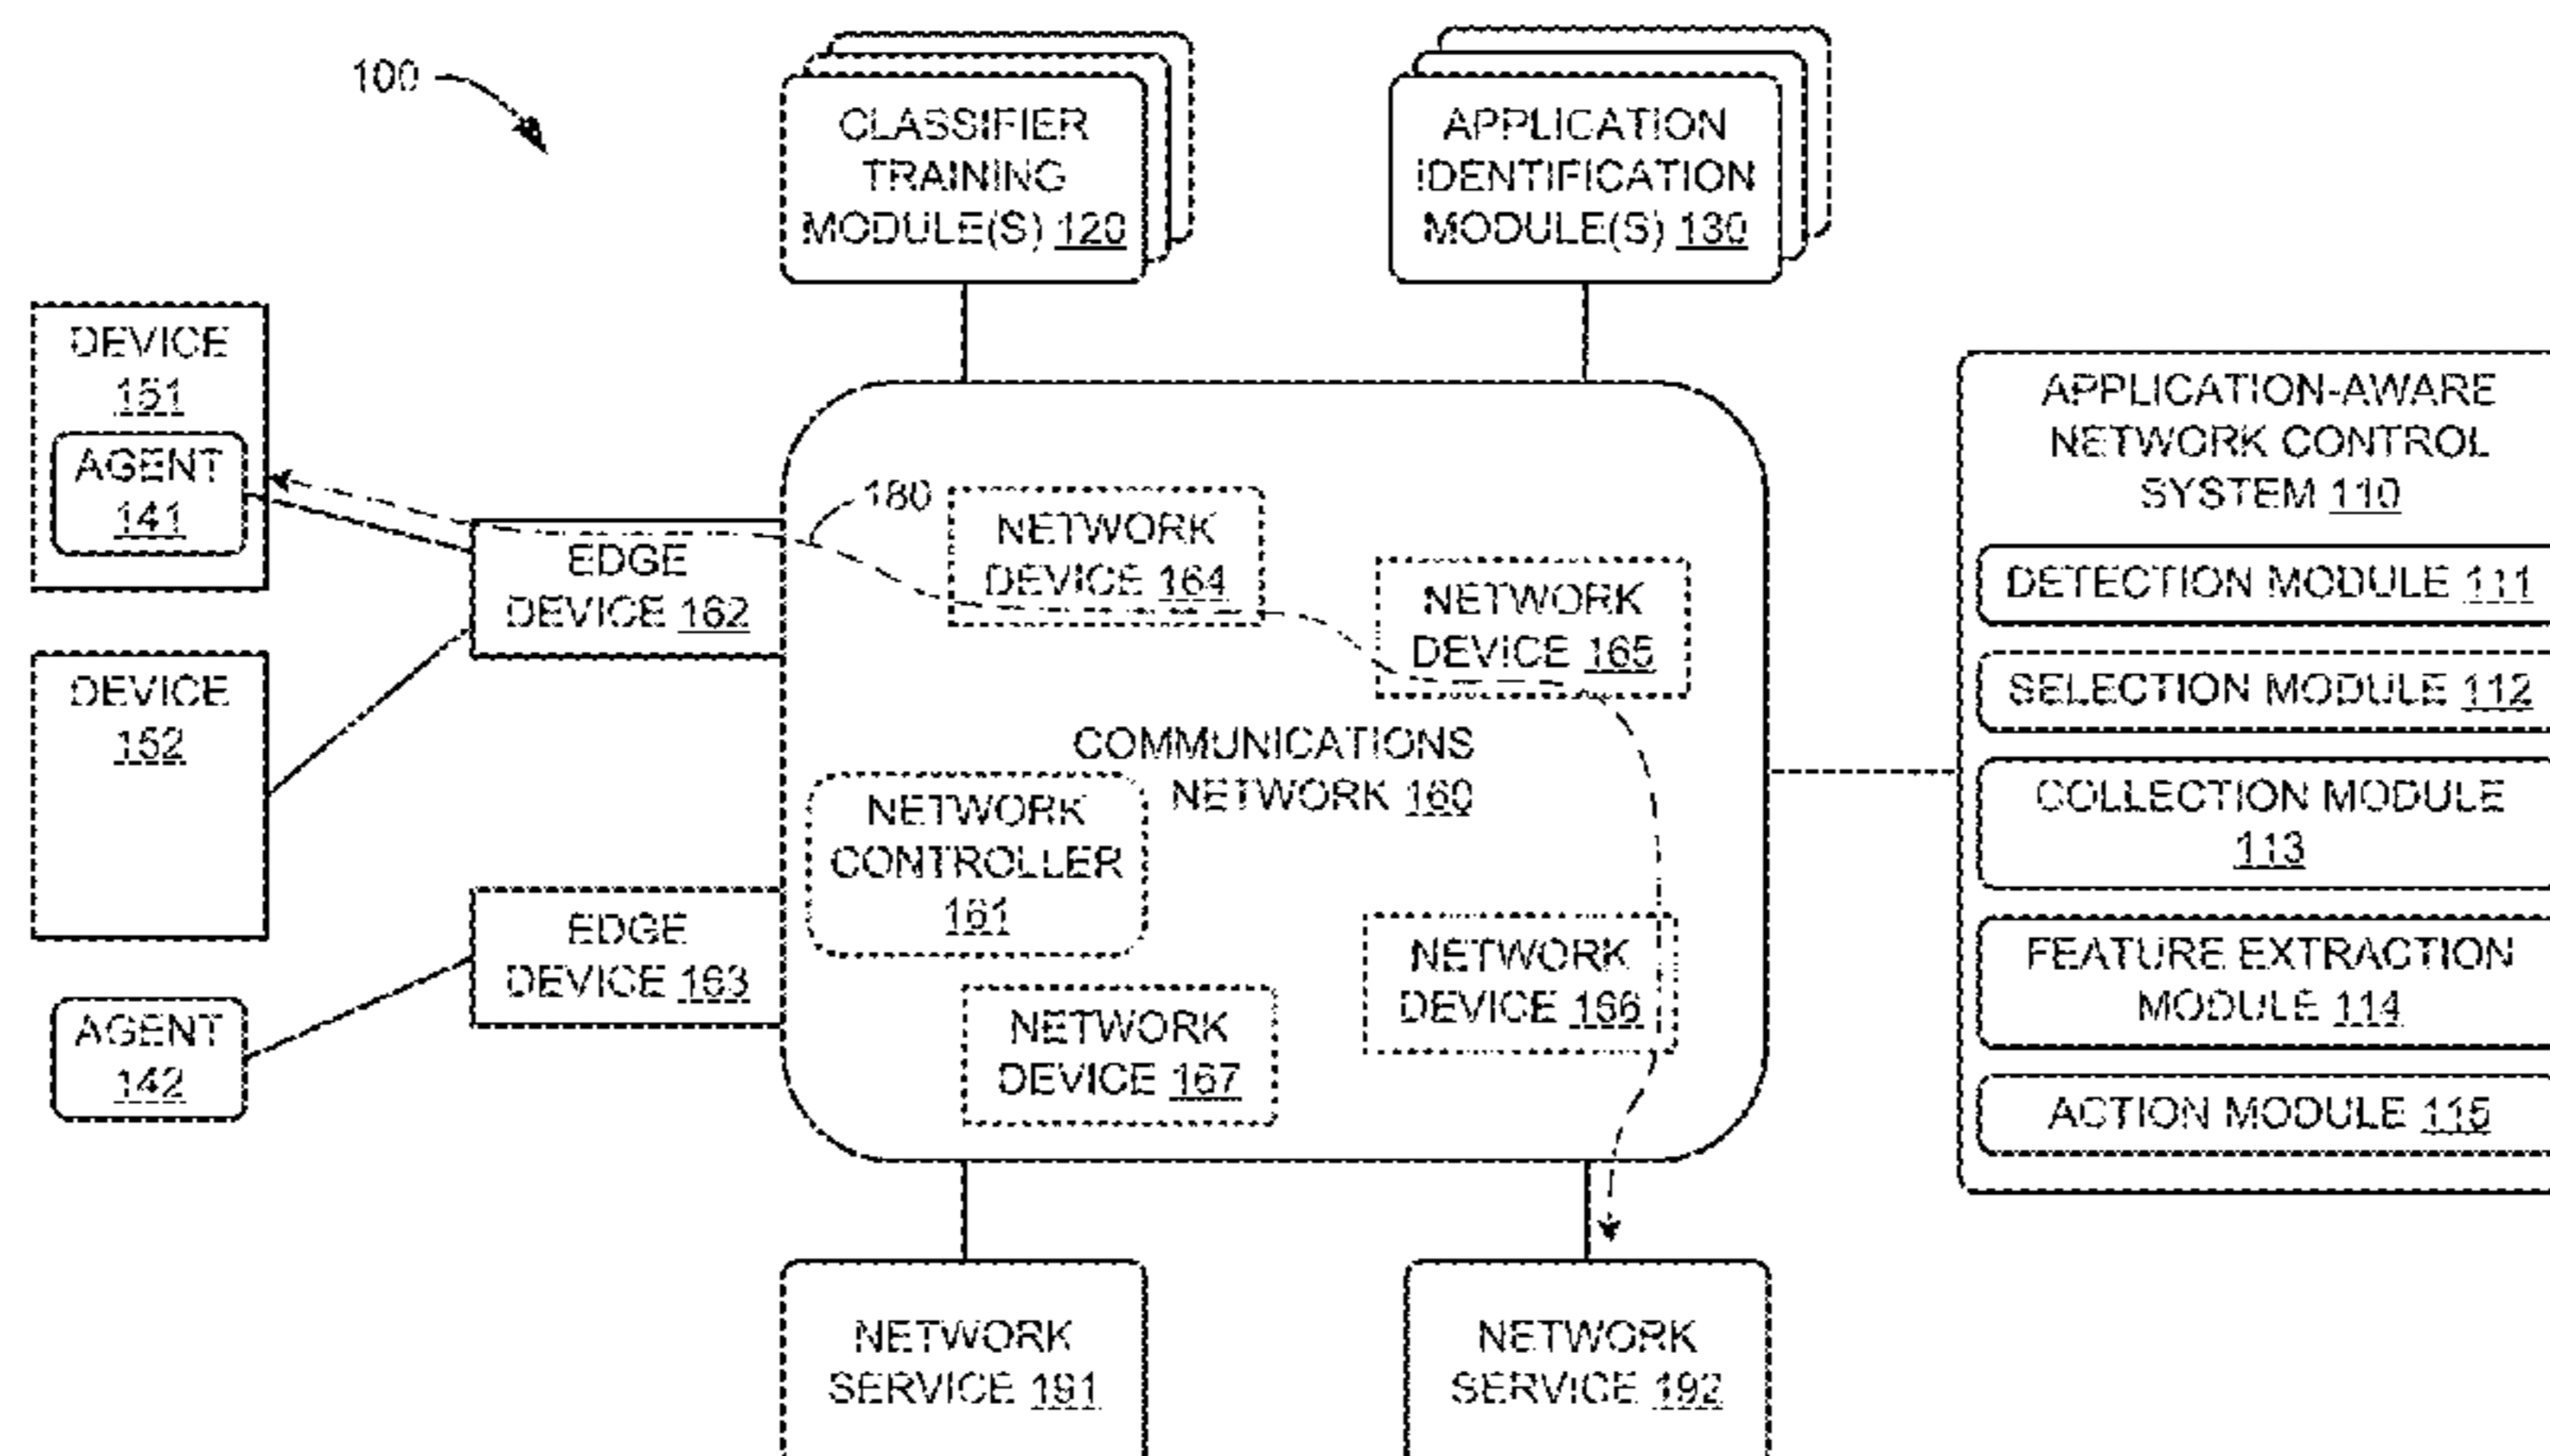 100
CLASSIFIER
TRAINING
MODULE(S) 120
APPLICATION
IDENTIFICATION
MODULE(S) 130
DEVICE
151
AGENT
141
DEVICE
152
AGENT
142
EDGE
DEVICE 162
EDGE
DEVICE 163
180
NETWORK
DEVICE 164
NETWORK
DEVICE 165
COMMUNICATIONS
NETWORK 160
NETWORK
CONTROLLER
161
NETWORK
DEVICE 166
NETWORK
DEVICE 167
APPLICATION-AWARE
NETWORK CONTROL
SYSTEM 110
DETECTION MODULE 111
SELECTION MODULE 112
COLLECTION MODULE
113
FEATURE EXTRACTION
MODULE 114
ACTION MODULE 115
NETWORK
SERVICE 191
NETWORK
SERVICE 192